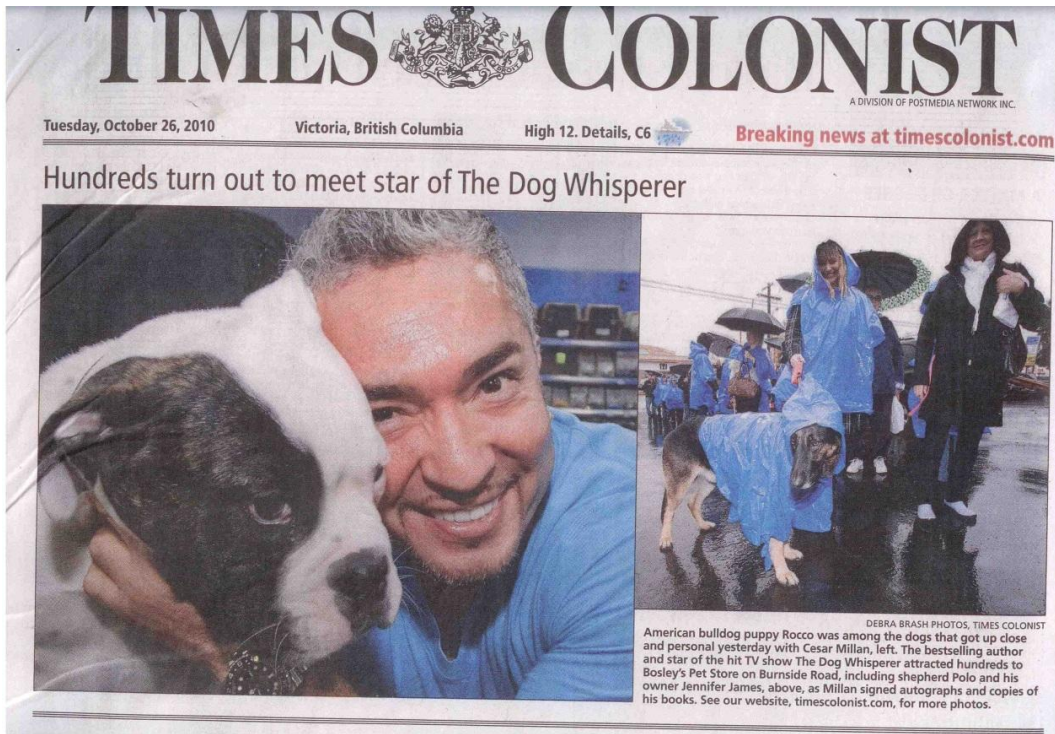 TIMES COLONIST
A DIVISION OF POSTMEDIA NETWORK INC.
Tuesday, October 26, 2010 Victoria, British Columbia High 12. Details, C6 Breaking news at timescolonist.com
Hundreds turn out to meet star of The Dog Whisperer
DEBRA BRASH PHOTOS, TIMES COLONIST
American bulldog puppy Rocco was among the dogs that got up close
and personal yesterday with Cesar Millan, left. The bestselling author
and star of the hit TV show The Dog Whisperer attracted hundreds to
Bosley's Pet Store on Burnside Road, including shepherd Polo and his
owner Jennifer James, above, as Millan signed autographs and copies of
his books. See our website, timescolonist.com, for more photos.